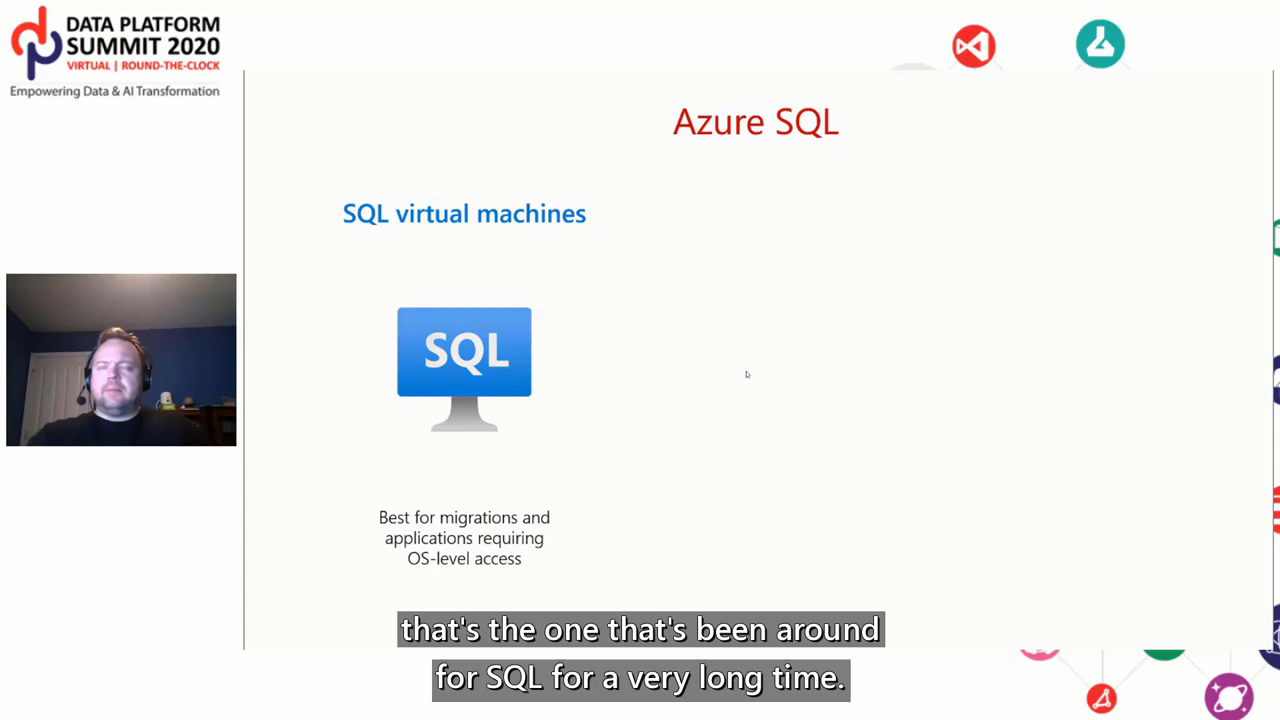 DATA PLATFORM
SUMMIT 2020
VIRTUAL | ROUND-THE-CLOCK
Empowering Data & AI Transformation
Azure SQL
SQL virtual machines
SQL
Best for migrations and
applications requiring
OS-level access
that's the one that's been around
for SQL for a very long time.